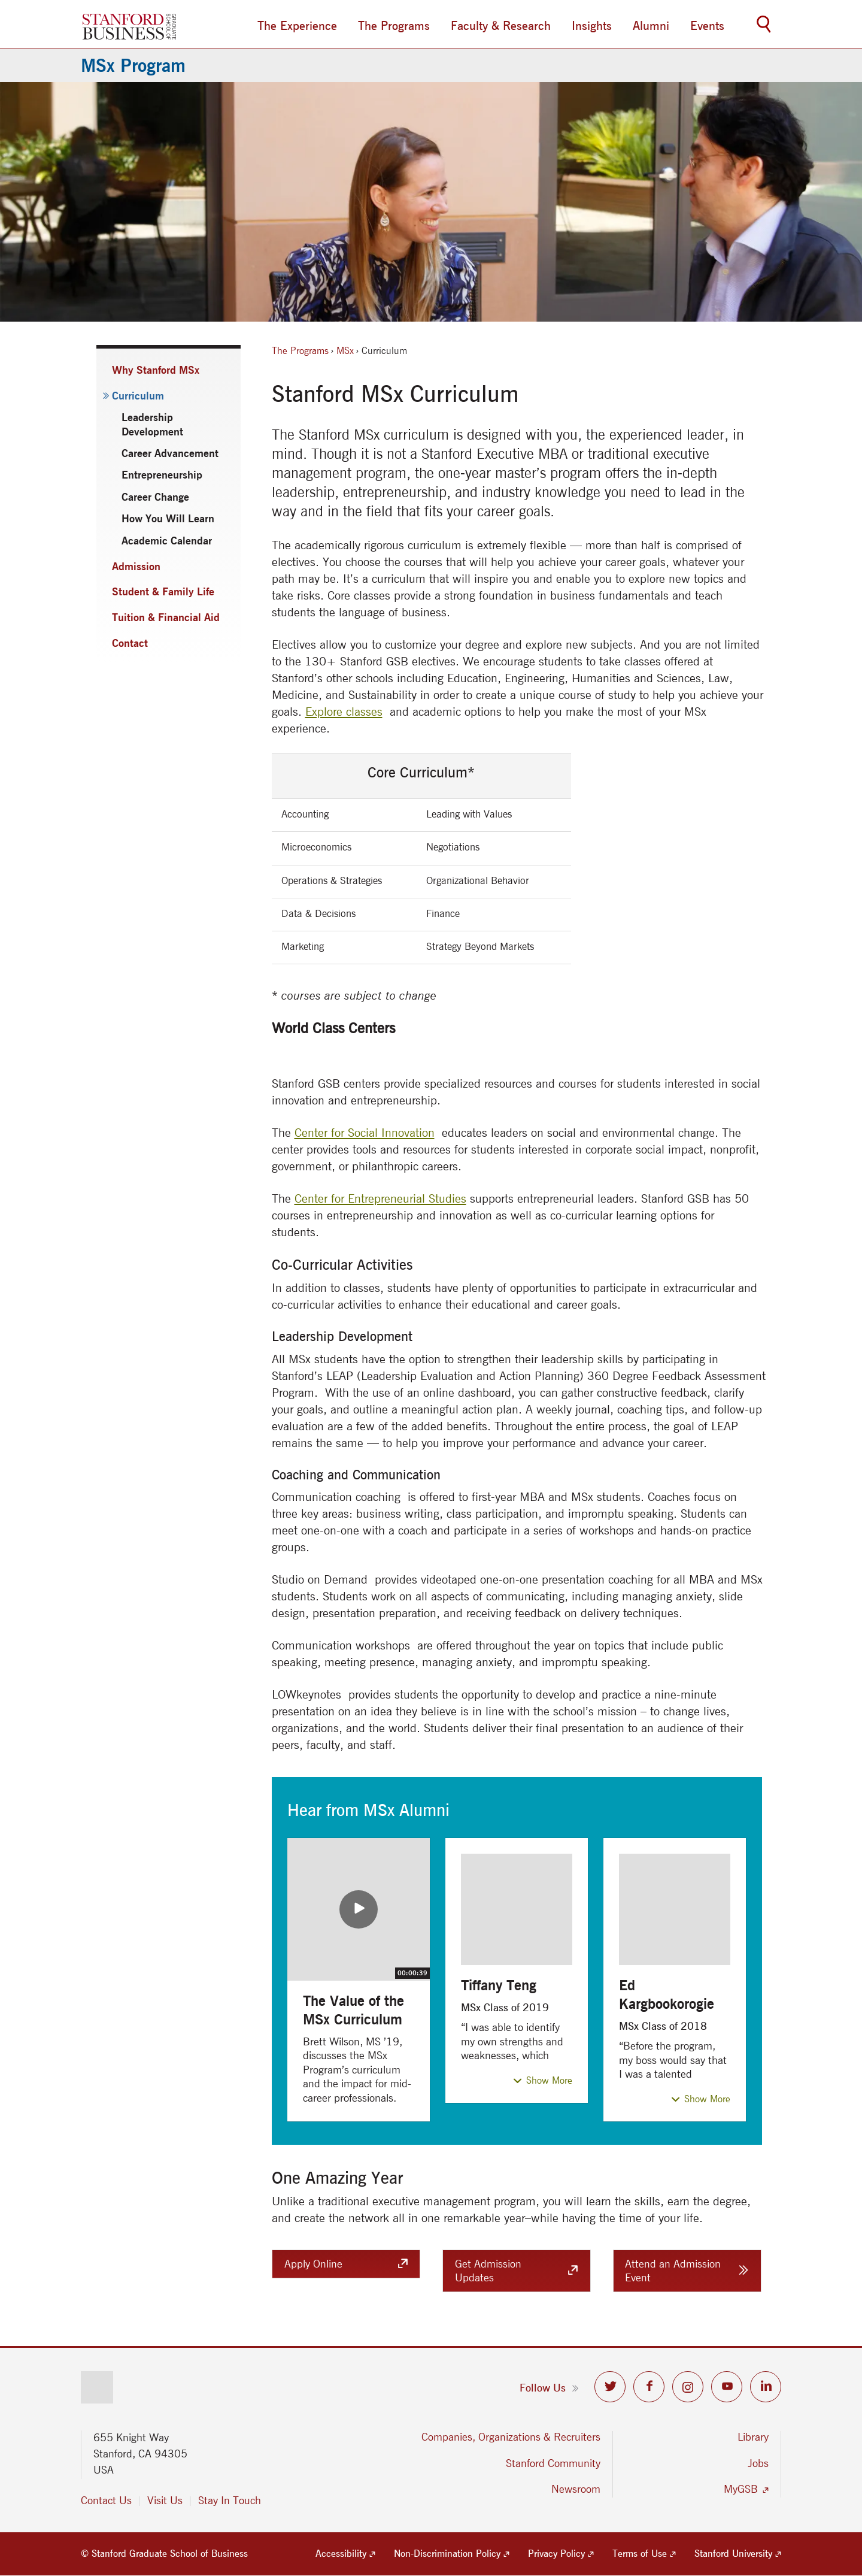 STANFORD
BUSINESS
GRADUATE
SCHOOL OF
The Experience
The Programs
Faculty & Research
Insights
Alumni
Events
MSx Program
Why Stanford MSx
Curriculum
Leadership
Development
Career Advancement
Entrepreneurship
Career Change
How You Will Learn
Academic Calendar
Admission
Student & Family Life
Tuition & Financial Aid
Contact
The Programs › MSx › Curriculum
Stanford MSx Curriculum
The Stanford MSx curriculum is designed with you, the experienced leader, in
mind. Though it is not a Stanford Executive MBA or traditional executive
management program, the one-year master's program offers the in-depth
leadership, entrepreneurship, and industry knowledge you need to lead in the
way and in the field that fits your career goals.
The academically rigorous curriculum is extremely flexible — more than half is comprised of
electives. You choose the courses that will help you achieve your career goals, whatever your
path may be. It's a curriculum that will inspire you and enable you to explore new topics and
take risks. Core classes provide a strong foundation in business fundamentals and teach
students the language of business.
Electives allow you to customize your degree and explore new subjects. And you are not limited
to the 130+ Stanford GSB electives. We encourage students to take classes offered at
Stanford's other schools including Education, Engineering, Humanities and Sciences, Law,
Medicine, and Sustainability in order to create a unique course of study to help you achieve your
goals. Explore classes and academic options to help you make the most of your MSx
experience.
Core Curriculum*
Accounting Leading with Values
Microeconomics Negotiations
Operations & Strategies Organizational Behavior
Data & Decisions Finance
Marketing Strategy Beyond Markets
* courses are subject to change
World Class Centers
Stanford GSB centers provide specialized resources and courses for students interested in social
innovation and entrepreneurship.
The Center for Social Innovation educates leaders on social and environmental change. The
center provides tools and resources for students interested in corporate social impact, nonprofit,
government, or philanthropic careers.
The Center for Entrepreneurial Studies supports entrepreneurial leaders. Stanford GSB has 50
courses in entrepreneurship and innovation as well as co-curricular learning options for
students.
Co-Curricular Activities
In addition to classes, students have plenty of opportunities to participate in extracurricular and
co-curricular activities to enhance their educational and career goals.
Leadership Development
All MSx students have the option to strengthen their leadership skills by participating in
Stanford's LEAP (Leadership Evaluation and Action Planning) 360 Degree Feedback Assessment
Program. With the use of an online dashboard, you can gather constructive feedback, clarify
your goals, and outline a meaningful action plan. A weekly journal, coaching tips, and follow-up
evaluation are a few of the added benefits. Throughout the entire process, the goal of LEAP
remains the same — to help you improve your performance and advance your career.
Coaching and Communication
Communication coaching is offered to first-year MBA and MSx students. Coaches focus on
three key areas: business writing, class participation, and impromptu speaking. Students can
meet one-on-one with a coach and participate in a series of workshops and hands-on practice
groups.
Studio on Demand provides videotaped one-on-one presentation coaching for all MBA and MSx
students. Students work on all aspects of communicating, including managing anxiety, slide
design, presentation preparation, and receiving feedback on delivery techniques.
Communication workshops are offered throughout the year on topics that include public
speaking, meeting presence, managing anxiety, and impromptu speaking.
LOWkeynotes provides students the opportunity to develop and practice a nine-minute
presentation on an idea they believe is in line with the school's mission – to change lives,
organizations, and the world. Students deliver their final presentation to an audience of their
peers, faculty, and staff.
Hear from MSx Alumni
00:00:39
The Value of the
MSx Curriculum
Brett Wilson, MS '19,
discusses the MSx
Program's curriculum
and the impact for mid-
career professionals.
Tiffany Teng
MSx Class of 2019
“I was able to identify
my own strengths and
weaknesses, which
Show More
Ed
Kargbookorogie
MSx Class of 2018
“Before the program,
my boss would say that
I was a talented
Show More
One Amazing Year
Unlike a traditional executive management program, you will learn the skills, earn the degree,
and create the network all in one remarkable year–while having the time of your life.
Apply Online
Get Admission
Updates
Attend an Admission
Event
Follow Us
655 Knight Way
Stanford, CA 94305
USA
Contact Us
Visit Us
Stay In Touch
Companies, Organizations & Recruiters
Stanford Community
Newsroom
Library
Jobs
MyGSB
© Stanford Graduate School of Business
Accessibility
Non-Discrimination Policy
Privacy Policy
Terms of Use
Stanford University